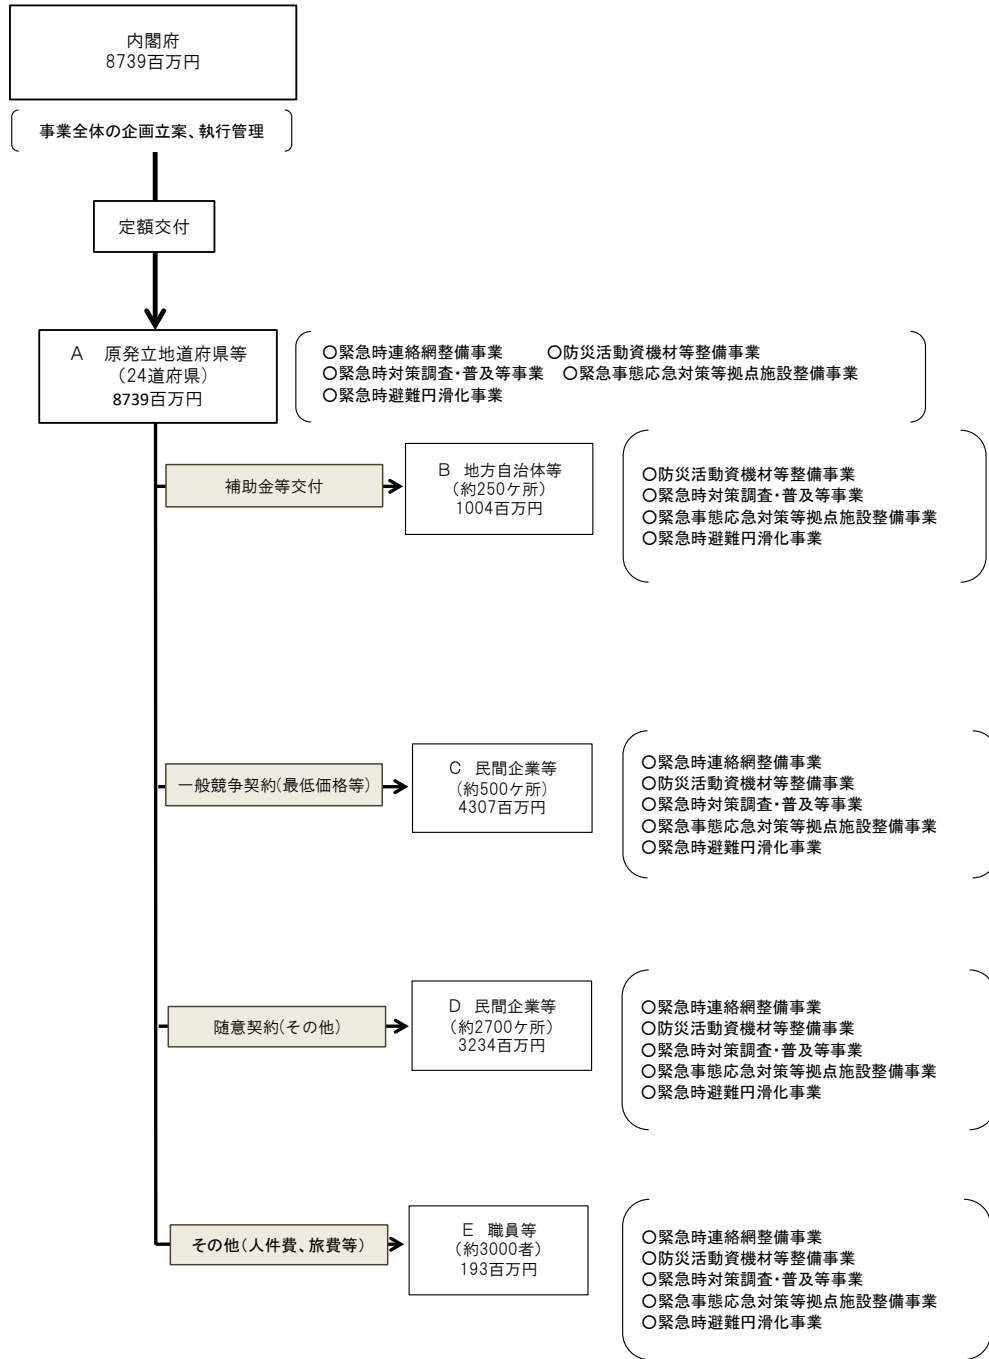 内閣府
8739百万円
事業全体の企画立案、執行管理
定額交付
A　原発立地道府県等
(24道府県)
8739百万円
○緊急時連絡網整備事業　　○防災活動資機材等整備事業
○緊急時対策調査・普及等事業　○緊急事態応急対策等拠点施設整備事業
○緊急時避難円滑化事業
補助金等交付
B　地方自治体等
(約250ケ所)
1004百万円
○防災活動資機材等整備事業
○緊急時対策調査・普及等事業
○緊急事態応急対策等拠点施設整備事業
○緊急時避難円滑化事業
一般競争契約(最低価格等)
C　民間企業等
(約500ケ所)
4307百万円
○緊急時連絡網整備事業
○防災活動資機材等整備事業
○緊急時対策調査・普及等事業
○緊急事態応急対策等拠点施設整備事業
○緊急時避難円滑化事業
随意契約(その他)
D　民間企業等
(約2700ケ所)
3234百万円
○緊急時連絡網整備事業
○防災活動資機材等整備事業
○緊急時対策調査・普及等事業
○緊急事態応急対策等拠点施設整備事業
○緊急時避難円滑化事業
その他(人件費、旅費等)
E　職員等
(約3000者)
193百万円
○緊急時連絡網整備事業
○防災活動資機材等整備事業
○緊急時対策調査・普及等事業
○緊急事態応急対策等拠点施設整備事業
○緊急時避難円滑化事業